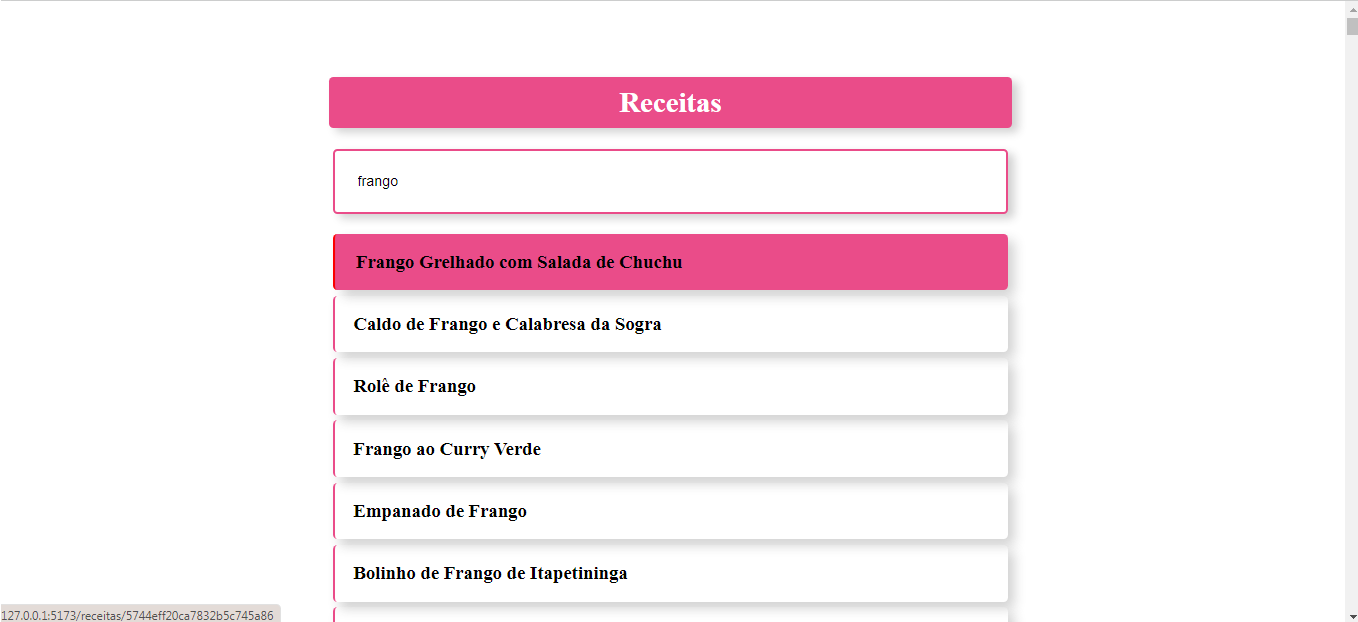 Receitas
frango
Frango Grelhado com Salada de Chuchu
Caldo de Frango e Calabresa da Sogra
Rolê de Frango
Frango ao Curry Verde
Empanado de Frango
Bolinho de Frango de Itapetininga
127.0.0.1:5173/receitas/5744eff20ca7832b5c745a86